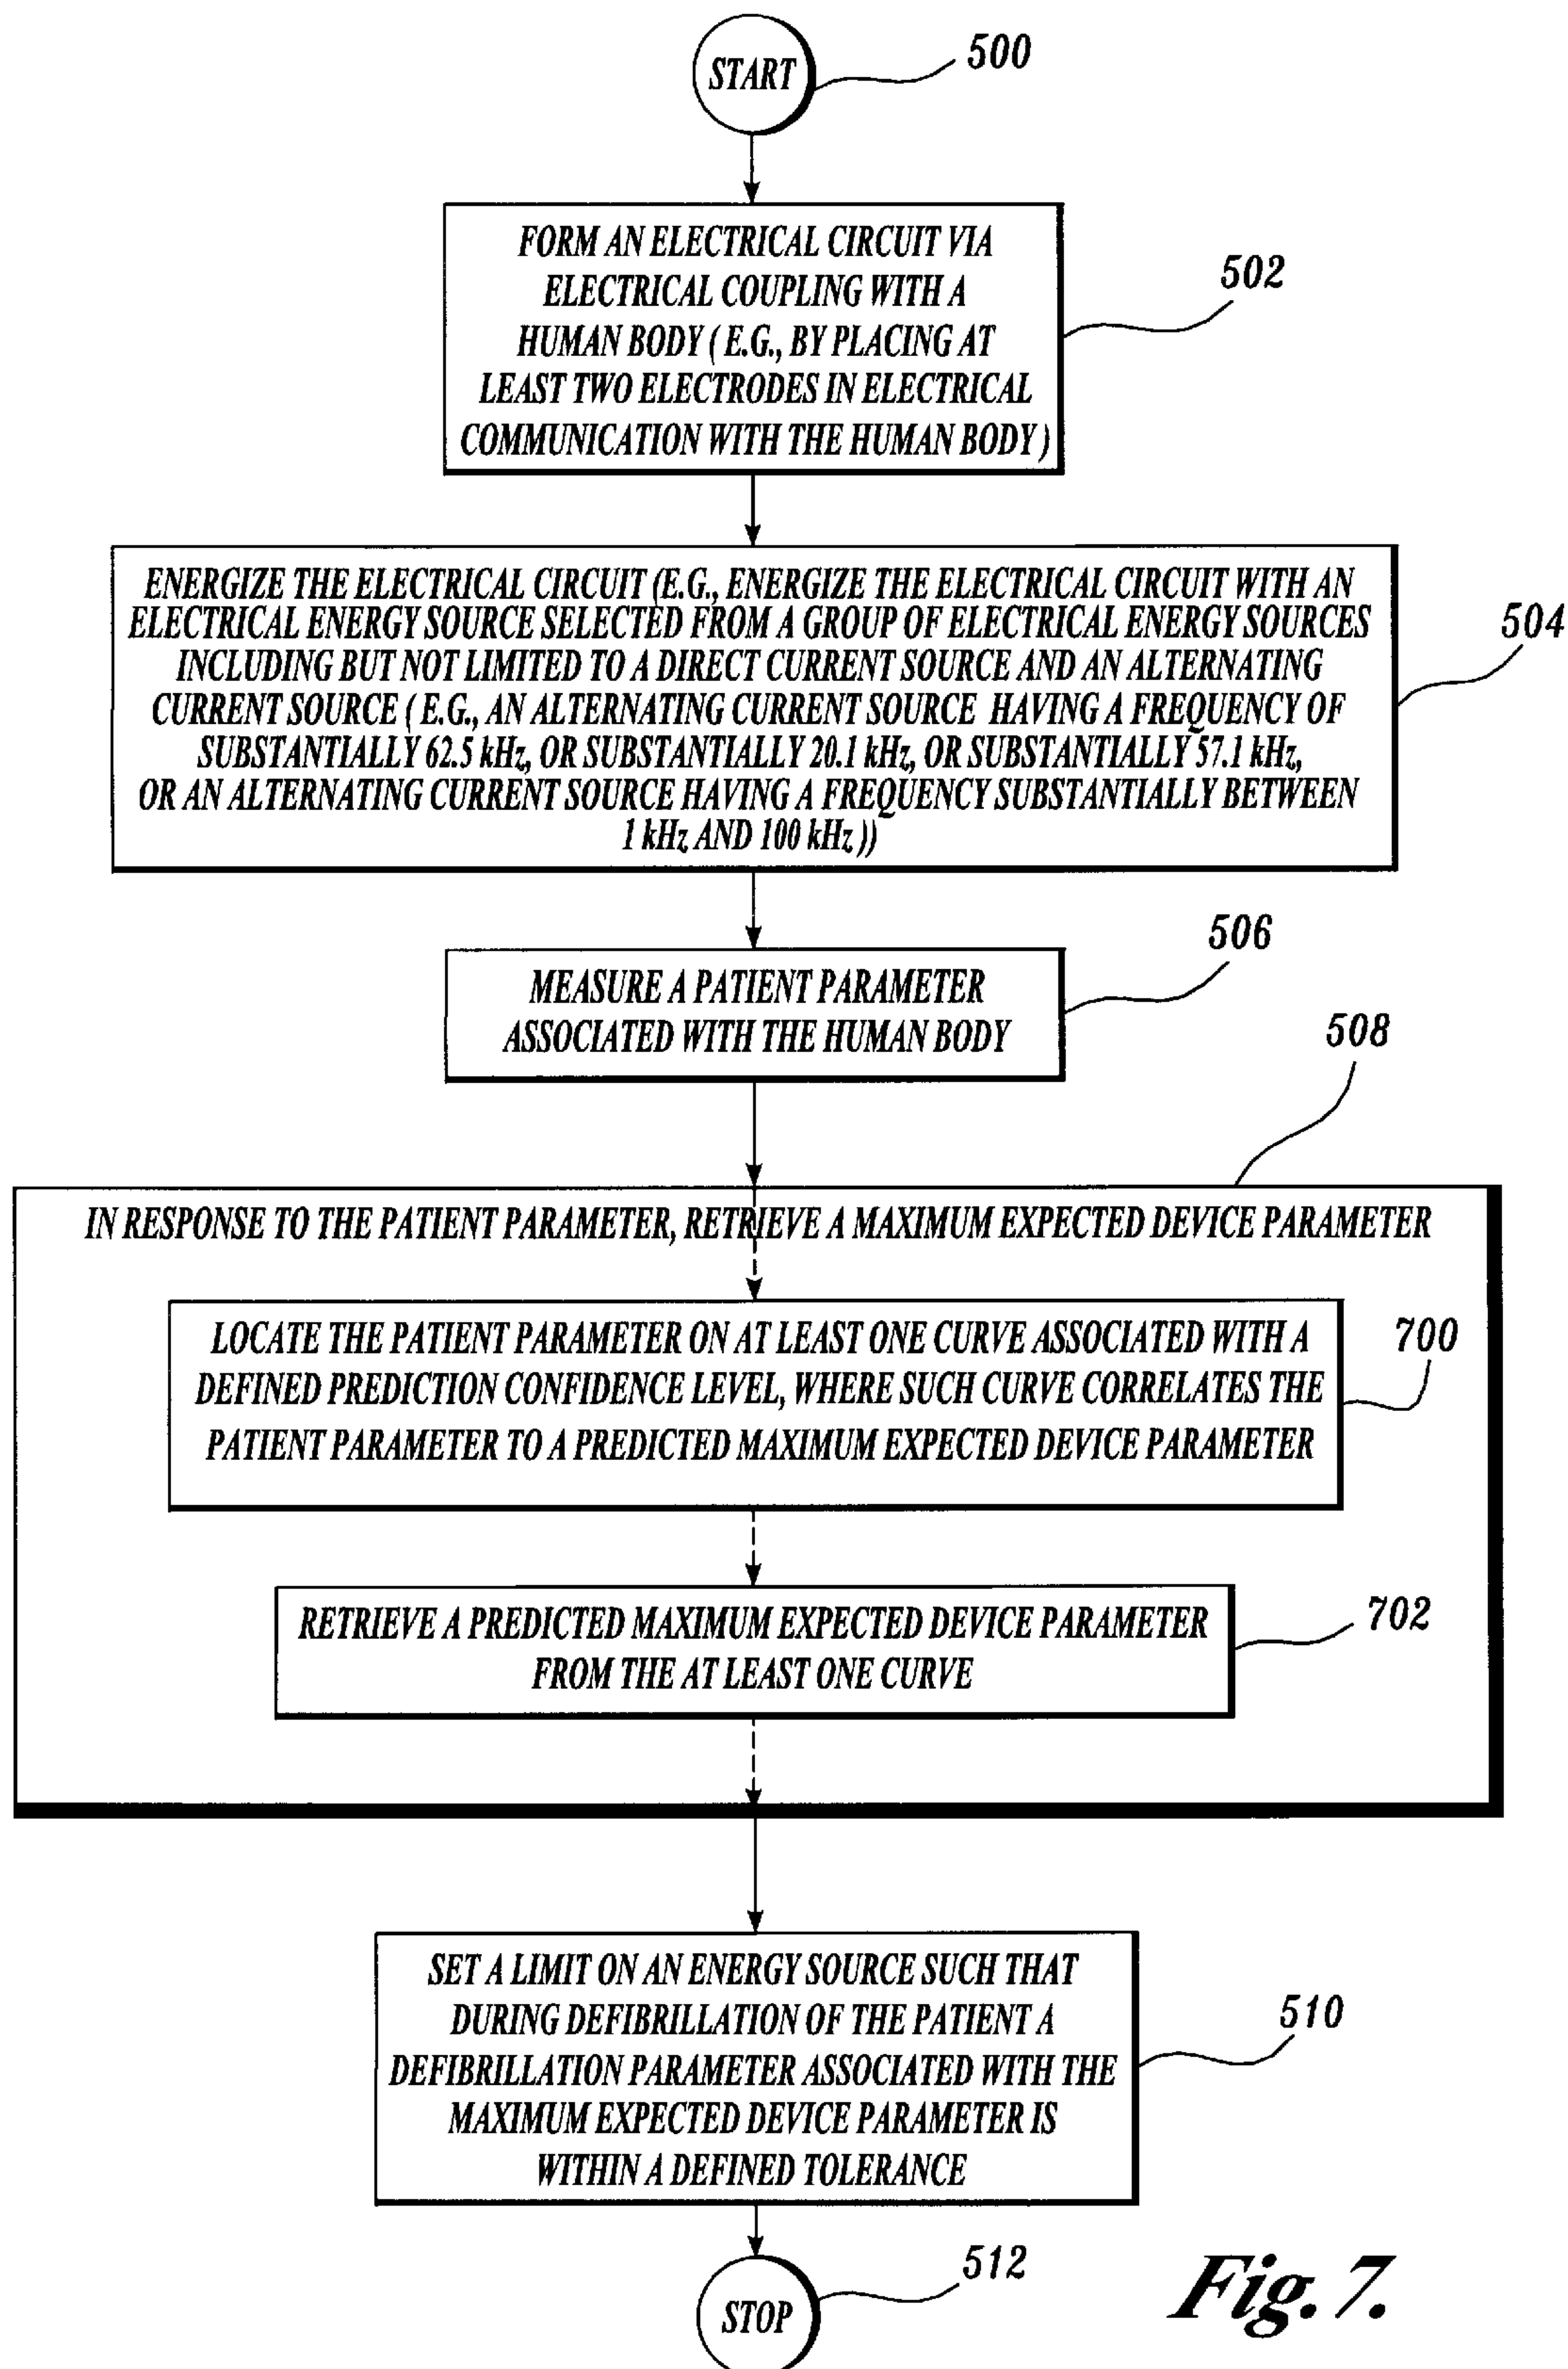 START
500
FORM AN ELECTRICAL CIRCUIT VIA
ELECTRICAL COUPLING WITH A
HUMAN BODY ( E.G., BY PLACING AT
LEAST TWO ELECTRODES IN ELECTRICAL
COMMUNICATION WITH THE HUMAN BODY )
502
ENERGIZE THE ELECTRICAL CIRCUIT (E.G., ENERGIZE THE ELECTRICAL CIRCUIT WITH AN
ELECTRICAL ENERGY SOURCE SELECTED FROM A GROUP OF ELECTRICAL ENERGY SOURCES
INCLUDING BUT NOT LIMITED TO A DIRECT CURRENT SOURCE AND AN ALTERNATING
CURRENT SOURCE ( E.G., AN ALTERNATING CURRENT SOURCE HAVING A FREQUENCY OF
SUBSTANTIALLY 62.5 kHz, OR SUBSTANTIALLY 20.1 kHz, OR SUBSTANTIALLY 57.1 kHz,
OR AN ALTERNATING CURRENT SOURCE HAVING A FREQUENCY SUBSTANTIALLY BETWEEN
1 kHz AND 100 kHz ))
504
MEASURE A PATIENT PARAMETER
ASSOCIATED WITH THE HUMAN BODY
506
508
IN RESPONSE TO THE PATIENT PARAMETER, RETRIEVE A MAXIMUM EXPECTED DEVICE PARAMETER
LOCATE THE PATIENT PARAMETER ON AT LEAST ONE CURVE ASSOCIATED WITH A
DEFINED PREDICTION CONFIDENCE LEVEL, WHERE SUCH CURVE CORRELATES THE
PATIENT PARAMETER TO A PREDICTED MAXIMUM EXPECTED DEVICE PARAMETER
700
RETRIEVE A PREDICTED MAXIMUM EXPECTED DEVICE PARAMETER
FROM THE AT LEAST ONE CURVE
702
SET A LIMIT ON AN ENERGY SOURCE SUCH THAT
DURING DEFIBRILLATION OF THE PATIENT A
DEFIBRILLATION PARAMETER ASSOCIATED WITH THE
MAXIMUM EXPECTED DEVICE PARAMETER IS
WITHIN A DEFINED TOLERANCE
510
STOP
512
Fig. 7.